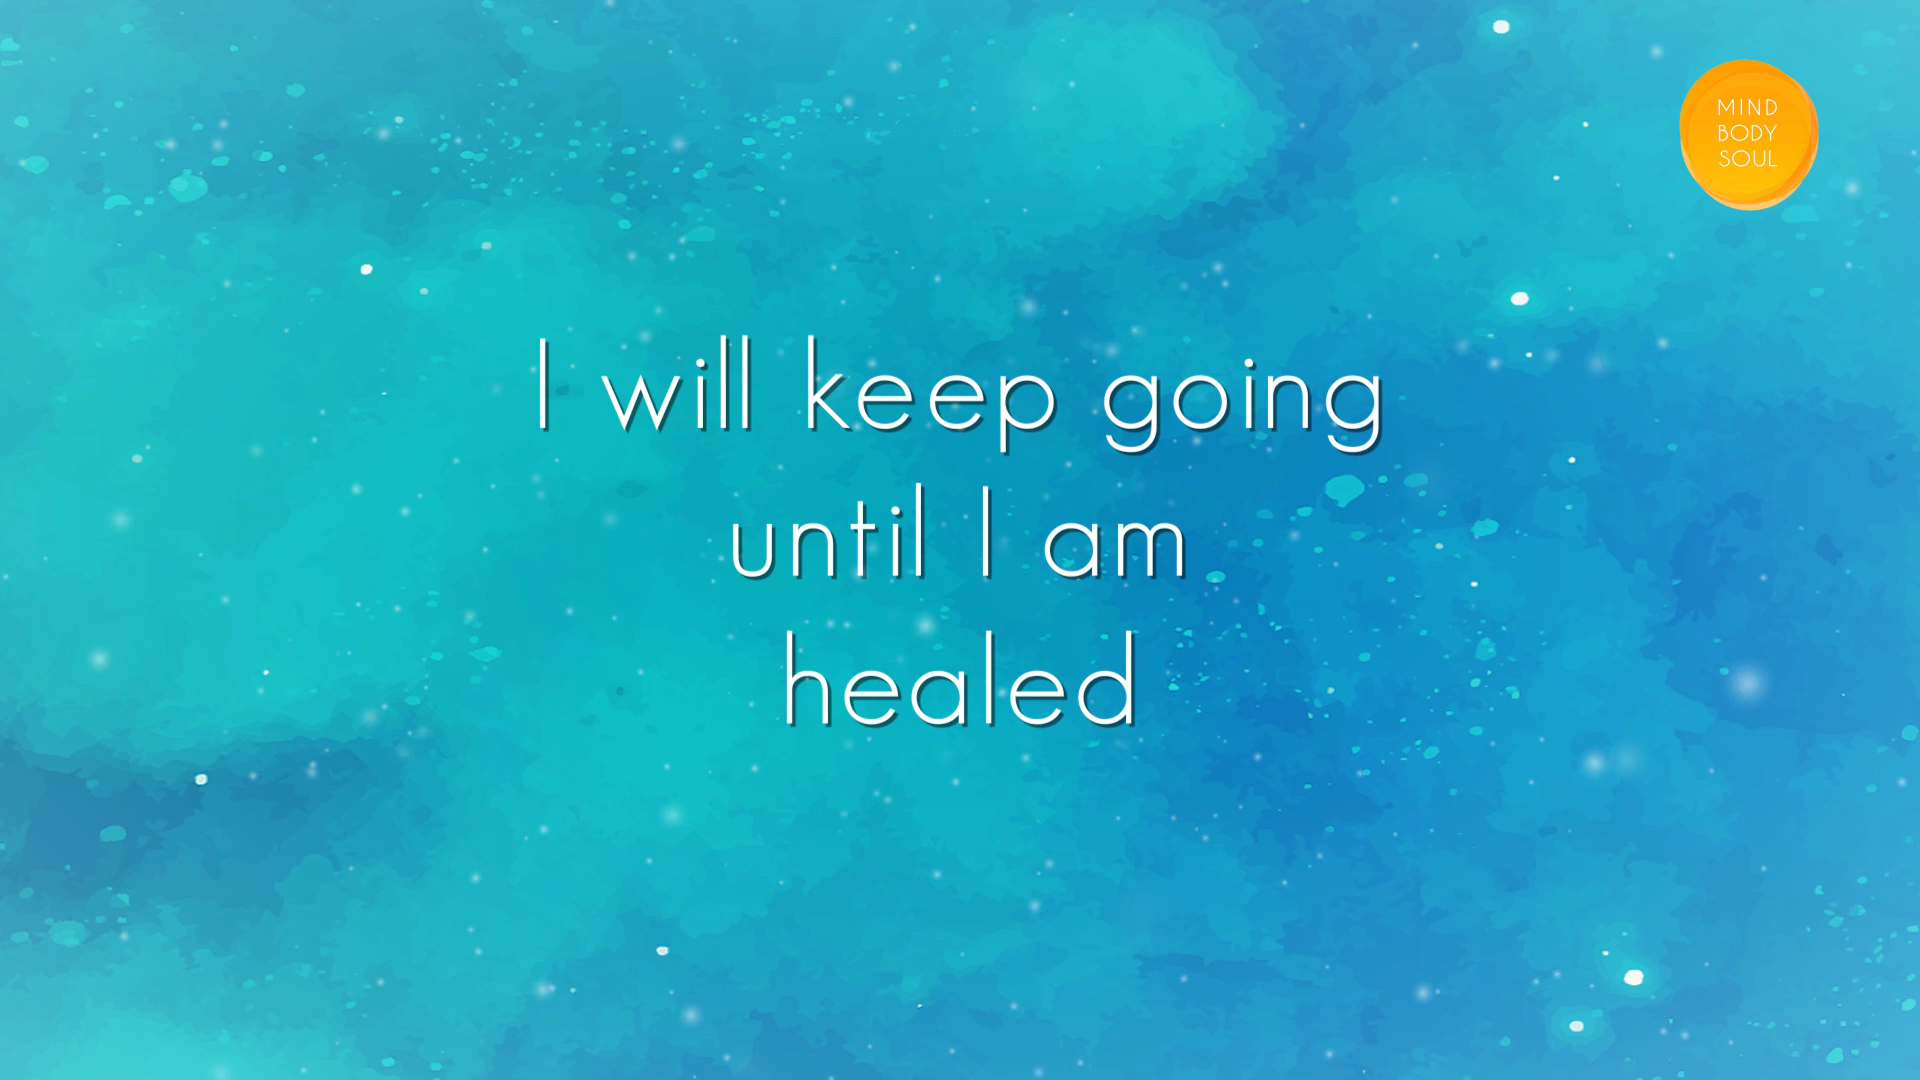 MIND
BODY
SOUL
I will keep going
until I am
healed